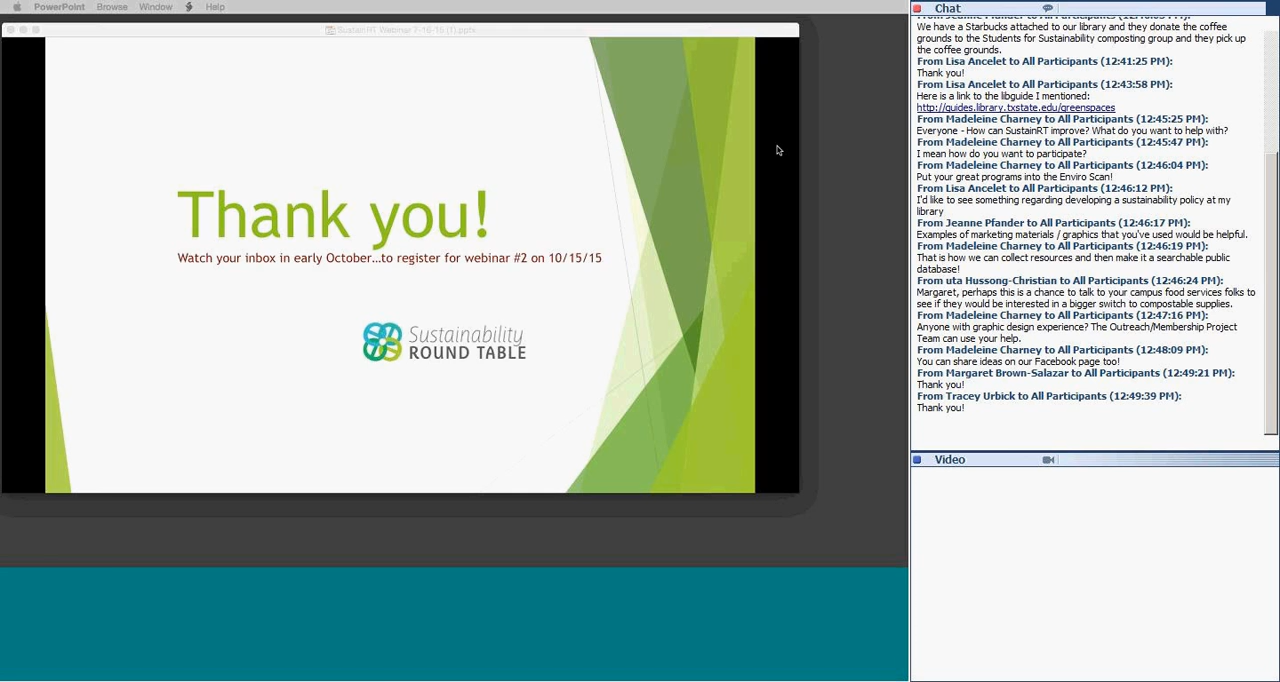 PowerPoint Browse Window Help
SustainRT Webinar 7-16-15 (1).pptx
Thank you!
Watch your inbox in early October...to register for webinar #2 on 10/15/15
Sustainability
ROUND TABLE
Chat
From Jeanne Pfander to All Participants
We have a Starbucks attached to our library and they donate the coffee
grounds to the Students for Sustainability composting group and they pick up
the coffee grounds.
From Lisa Ancelet to All Participants (12:41:25 PM):
Thank you!
From Lisa Ancelet to All Participants (12:43:58 PM):
Here is a link to the libguide I mentioned:
http://guides.library.txstate.edu/greenspaces
From Madeleine Charney to All Participants (12:45:25 PM):
Everyone - How can SustainRT improve? What do you want to help with?
From Madeleine Charney to All Participants (12:45:47 PM):
I mean how do you want to participate?
From Madeleine Charney to All Participants (12:46:04 PM):
Put your great programs into the Enviro Scan!
From Lisa Ancelet to All Participants (12:46:12 PM):
I'd like to see something regarding developing a sustainability policy at my
library
From Jeanne Pfander to All Participants (12:46:17 PM):
Examples of marketing materials / graphics that you've used would be helpful.
From Madeleine Charney to All Participants (12:46:19 PM):
That is how we can collect resources and then make it a searchable public
database!
From uta Hussong-Christian to All Participants (12:46:24 PM):
Margaret, perhaps this is a chance to talk to your campus food services folks to
see if they would be interested in a bigger switch to compostable supplies.
From Madeleine Charney to All Participants (12:47:16 PM):
Anyone with graphic design experience? The Outreach/Membership Project
Team can use your help.
From Madeleine Charney to All Participants (12:48:09 PM):
You can share ideas on our Facebook page too!
From Margaret Brown-Salazar to All Participants (12:49:21 PM):
Thank you!
From Tracey Urbick to All Participants (12:49:39 PM):
Thank you!
Video